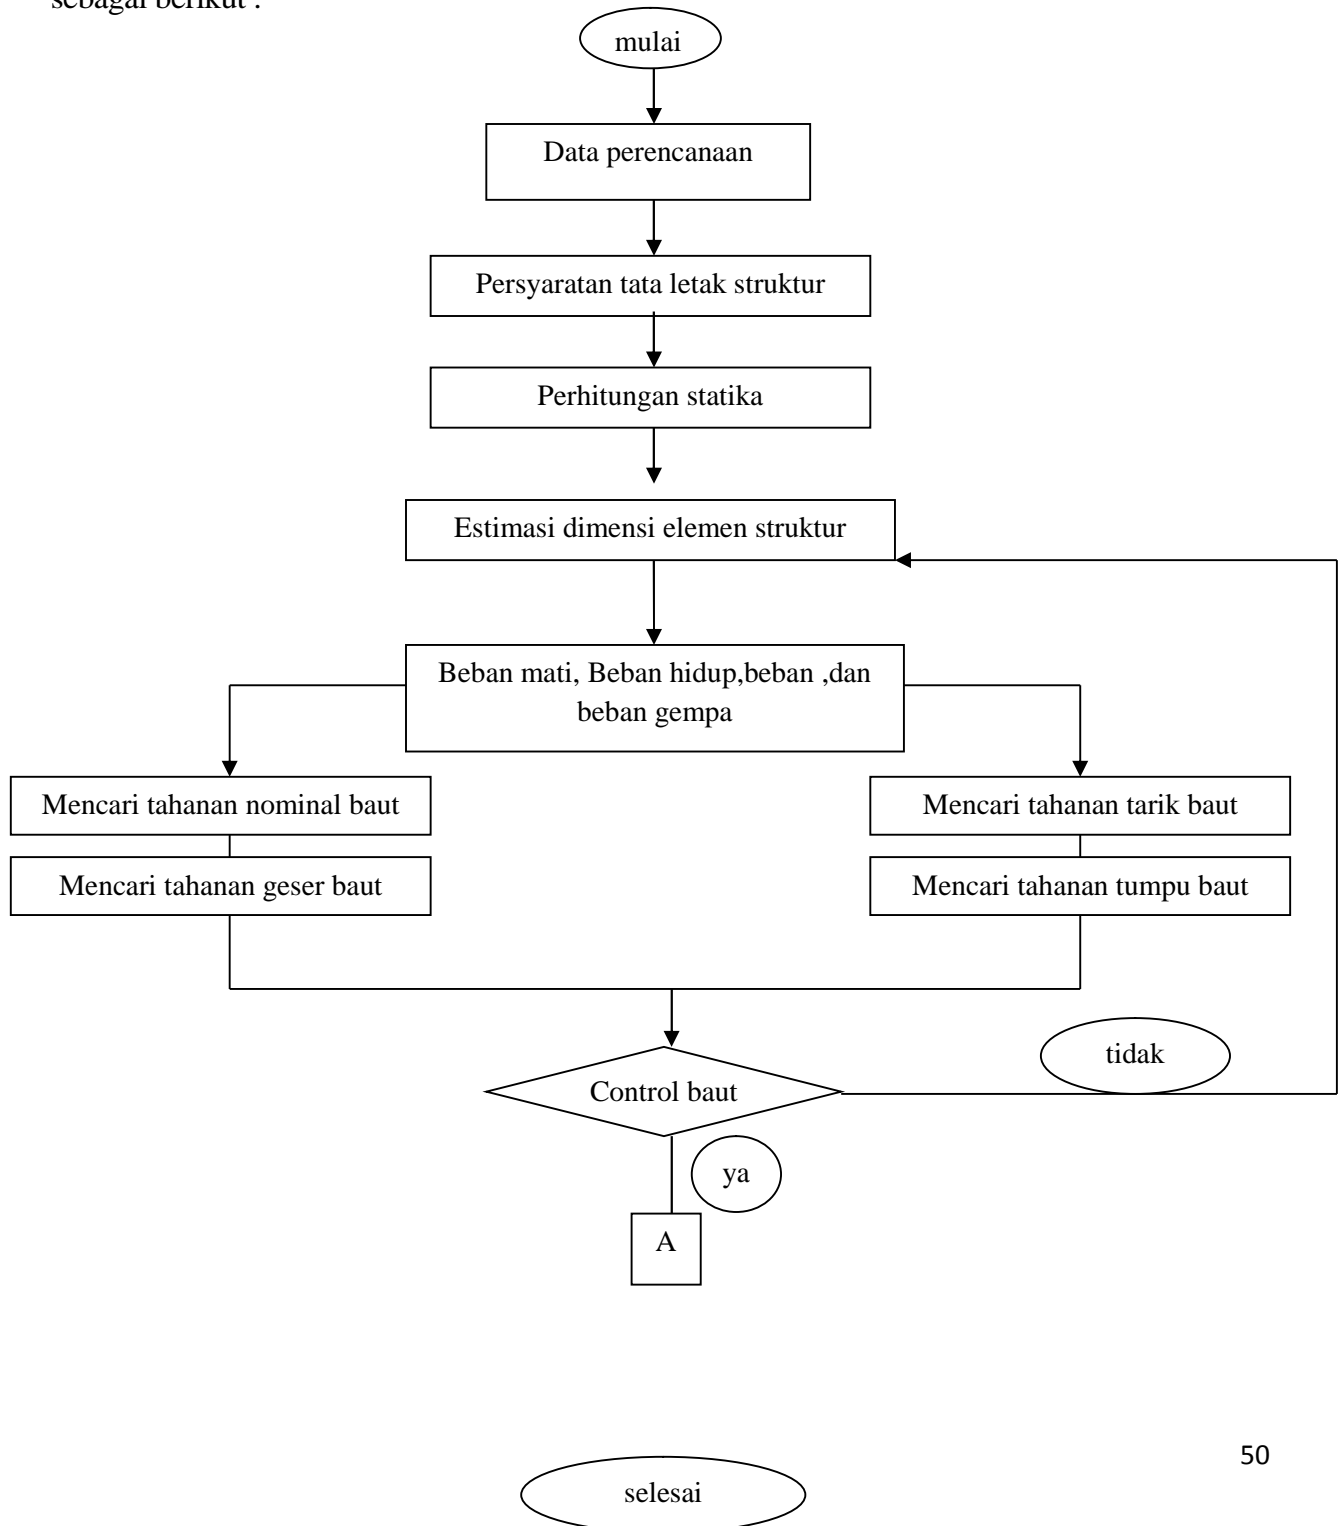 sebagai berikut :
mulai
Data perencanaan
Persyaratan tata letak struktur
Perhitungan statika
Estimasi dimensi elemen struktur
Beban mati, Beban hidup,beban ,dan
beban gempa
Mencari tahanan nominal baut
Mencari tahanan tarik baut
Mencari tahanan geser baut
Mencari tahanan tumpu baut
tidak
Control baut
ya
A
50
selesai